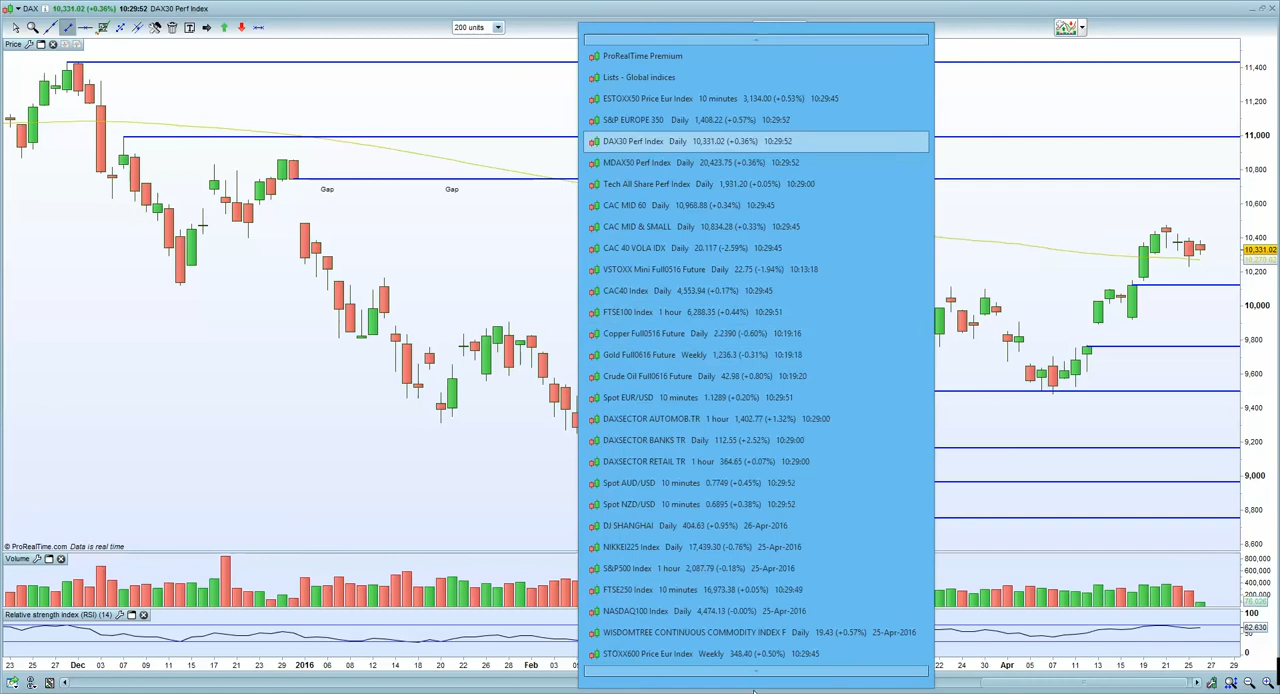 DAX 10,331.02 (+0.36%) 10:29:52 DAX30 Perf Index
200 units
Price
ProRealTime Premium
Lists - Global indices
ESTOXX50 Price Eur Index 10 minutes 3,134.00 (+0.53%) 10:29:45
S&P EUROPE 350 Daily 1,408.22 (+0.57%) 10:29:52
DAX30 Perf Index Daily 10,331.02 (+0.36%) 10:29:52
MDAX50 Perf Index Daily 20,423.75 (+0.36%) 10:29:52
Tech All Share Perf Index Daily 1,931.20 (+0.05%) 10:29:00
CAC MID 60 Daily 10,968.88 (+0.34%) 10:29:45
CAC MID & SMALL Daily 10,834.28 (+0.33%) 10:29:45
CAC 40 VOLA IDX Daily 20.117 (-2.59%) 10:29:45
VSTOXX Mini Full0516 Future Daily 22.75 (-1.94%) 10:13:18
CAC40 Index Daily 4,553.94 (+0.17%) 10:29:45
FTSE100 Index 1 hour 6,288.35 (+0.44%) 10:29:51
Copper Full0516 Future Daily 2.2390 (-0.60%) 10:19:16
Gold Full0616 Future Weekly 1,236.3 (-0.31%) 10:19:18
Crude Oil Full0616 Future Daily 42.98 (+0.80%) 10:19:20
Spot EUR/USD 10 minutes 1.1289 (+0.20%) 10:29:51
DAXSECTOR AUTOMOB.TR 1 hour 1,402.77 (+1.32%) 10:29:00
DAXSECTOR BANKS TR Daily 112.55 (+2.52%) 10:29:00
DAXSECTOR RETAIL TR 1 hour 364.65 (+0.07%) 10:29:00
Spot AUD/USD 10 minutes 0.7749 (+0.45%) 10:29:52
Spot NZD/USD 10 minutes 0.6895 (+0.38%) 10:29:52
DJ SHANGHAI Daily 404.63 (+0.95%) 26-Apr-2016
NIKKEI225 Index Daily 17,439.30 (-0.76%) 25-Apr-2016
S&P500 Index 1 hour 2,087.79 (-0.18%) 25-Apr-2016
FTSE250 Index 10 minutes 16,973.38 (+0.05%) 10:29:49
NASDAQ100 Index Daily 4,474.13 (-0.00%) 25-Apr-2016
WISDOMTREE CONTINUOUS COMMODITY INDEX F Daily 19.43 (+0.57%) 25-Apr-2016
STOXX600 Price Eur Index Weekly 348.40 (+0.50%) 10:29:45
Gap
Gap
11,400
11,200
11,000
10,800
10,600
10,400
10,331.02
10,200
10,000
9,800
9,600
9,400
9,200
9,000
8,800
8,600
© ProRealTime.com Data is real time
Volume
800,000
600,000
400,000
200,000
Relative strength index (RSI) (14)
100
62.630
0
23 25 27 Dec 03 07 09 11 15 17 21 23 29 2016 06 08 12 14 18 20 22 26 28 Feb 03 22 24 28 30 Apr 05 07 11 13 15 19 21 25 27 29